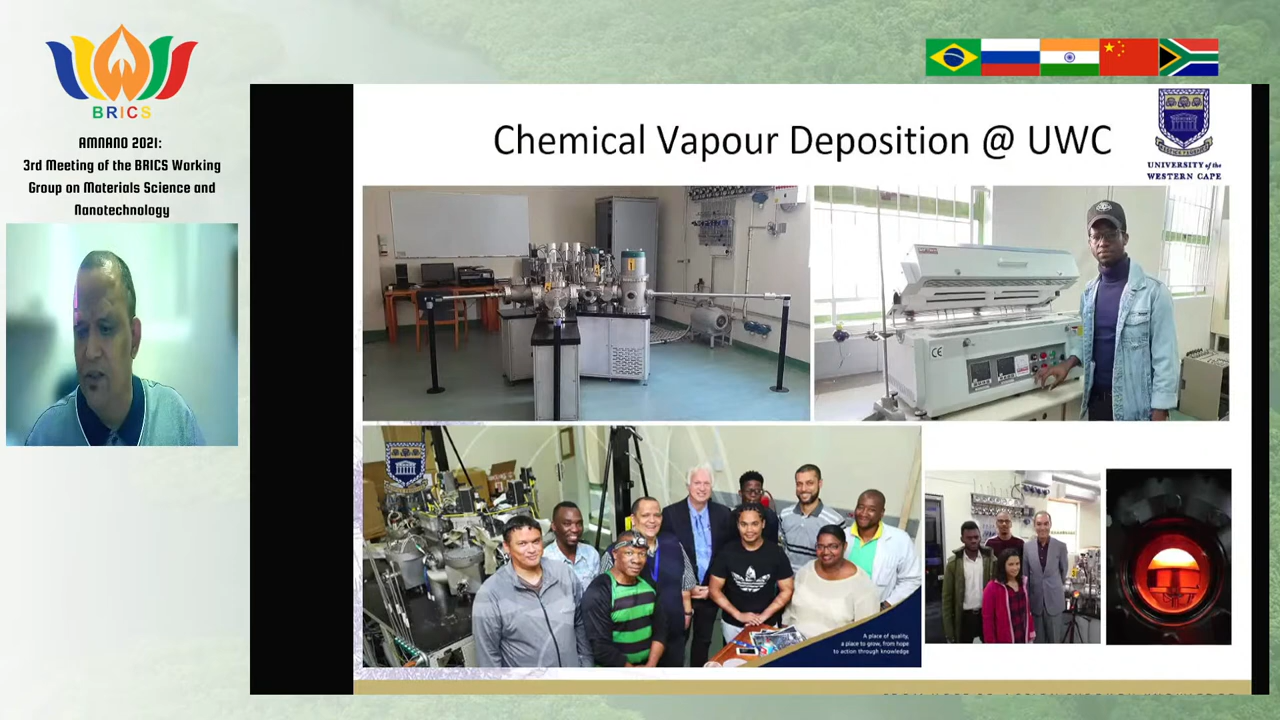 BRICS
AMNANO 2021:
3rd Meeting of the BRICS Working
Group on Materials Science and
Nanotechnology
Chemical Vapour Deposition @ UWC
UNIVERSITY of the
WESTERN CAPE
CE
A place of quality,
a place to grow, from hope
to action through knowledge